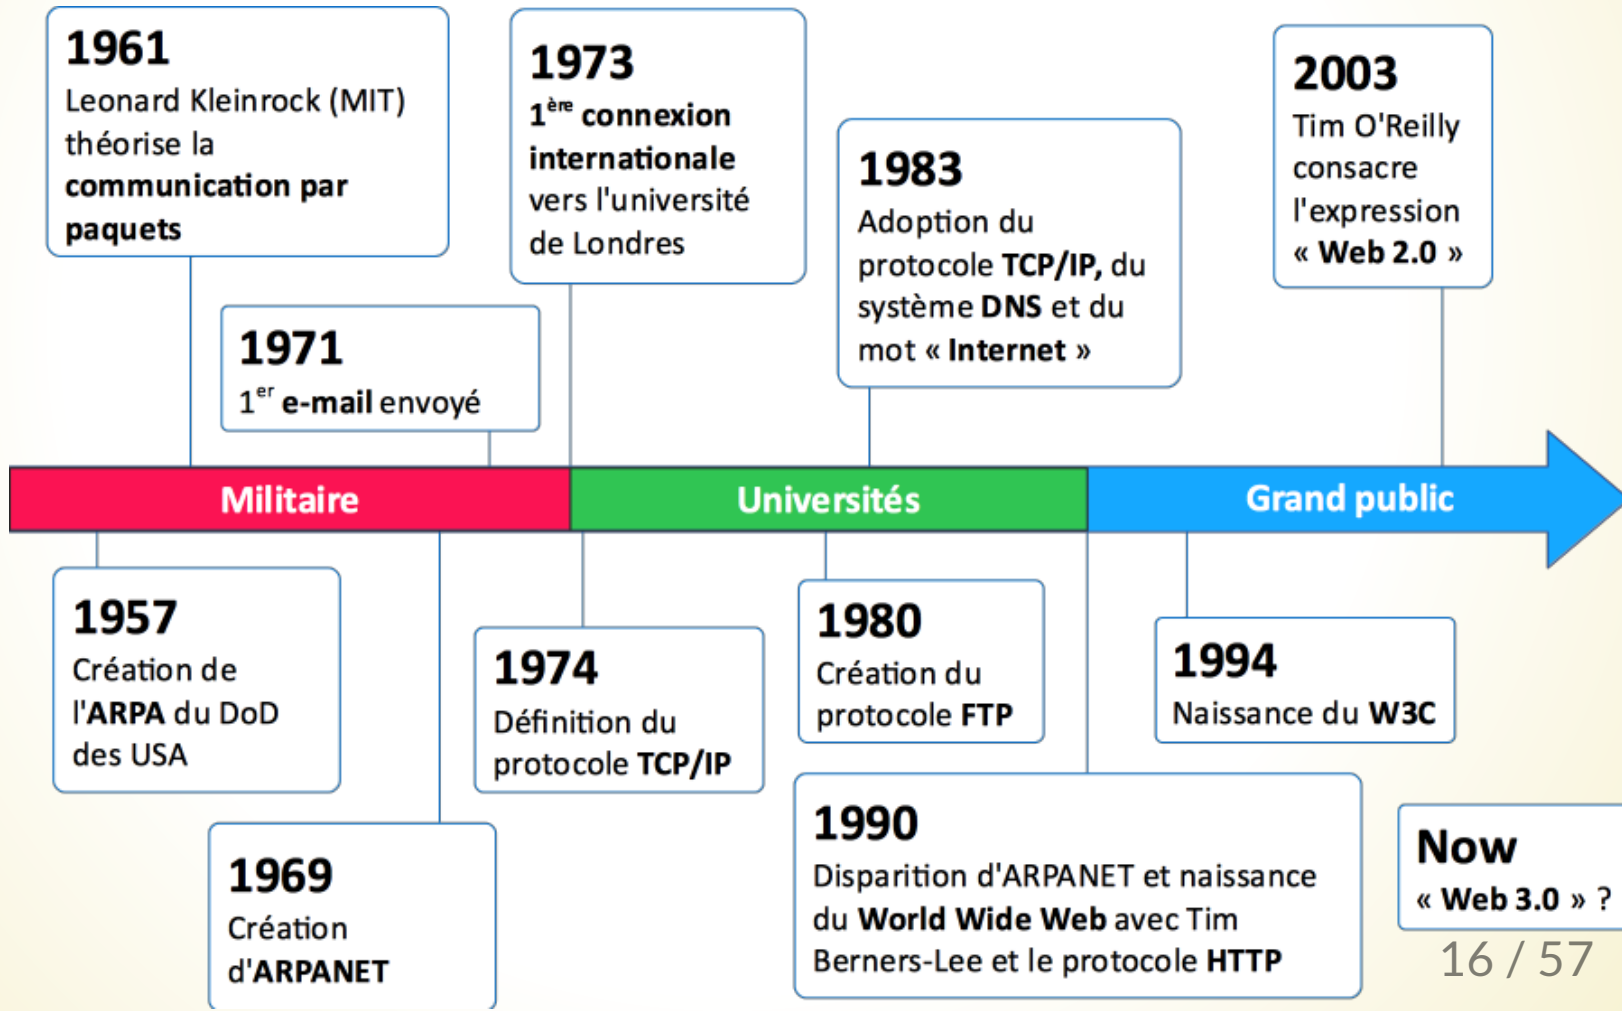 1961
Leonard Kleinrock (MIT)
théorise la
communication par
paquets
1973
1ère connexion
internationale
vers l'université
de Londres
2003
Tim O'Reilly
consacre
l'expression
« Web 2.0 »
1983
Adoption du
protocole TCP/IP, du
système DNS et du
mot « Internet »
1971
1er e-mail envoyé
Militaire
Universités
Grand public
1957
Création de
l'ARPA du DoD
des USA
1974
Définition du
protocole TCP/IP
1980
Création du
protocole FTP
1994
Naissance du W3C
1969
Création
d'ARPANET
1990
Disparition d'ARPANET et naissance
du World Wide Web avec Tim
Berners-Lee et le protocole HTTP
Now
« Web 3.0 » ?
16 / 57